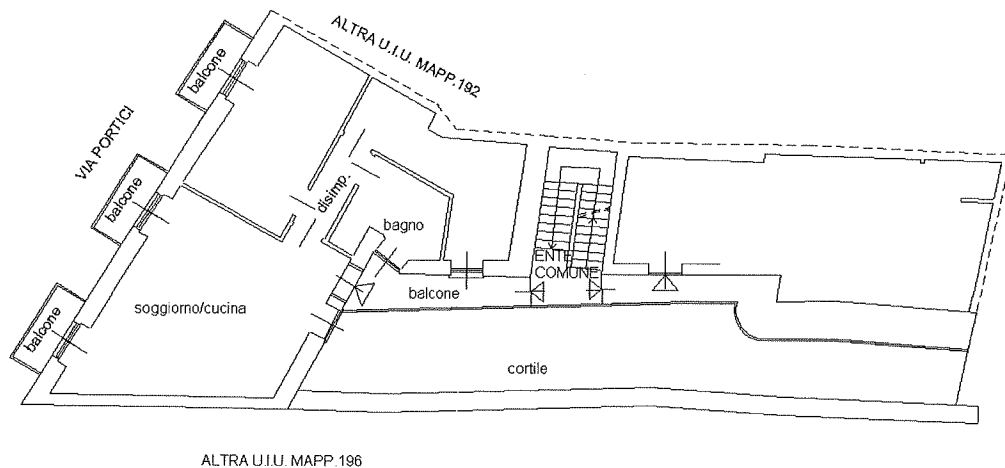 ALTRA U.I.U. MAPP.192
balcone
VIA PORTICI
balcone
disimp.
bagno
ENTE
COMUNE
balcone
soggiorno/cucina
balcone
cortile
ALTRA U.I.U. MAPP.196